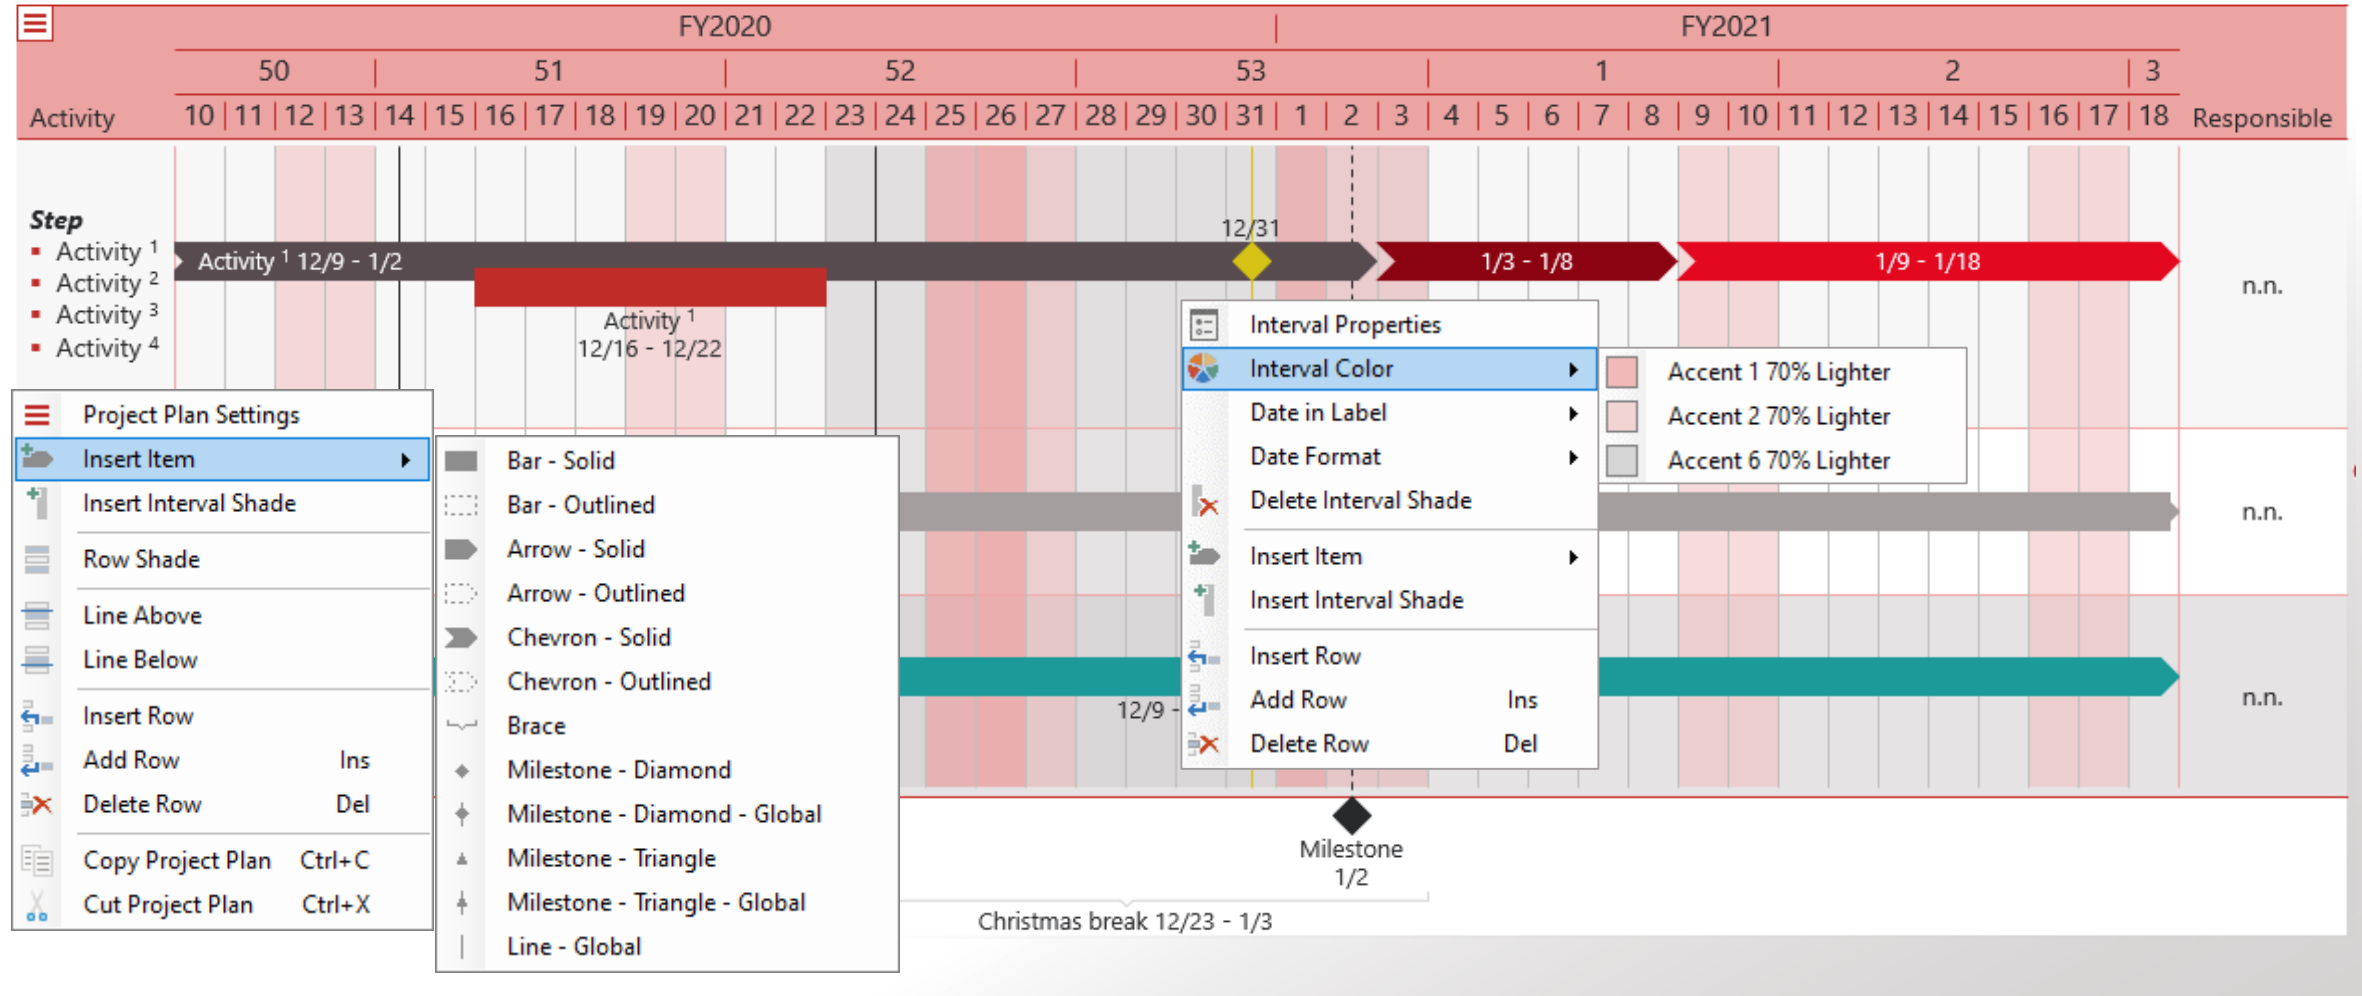 FY2020 FY2021
50 51 52 53 1 2 3
Activity 10 11 12 13 14 15 16 17 18 19 20 21 22 23 24 25 26 27 28 29 30 31 1 2 3 4 5 6 7 8 9 10 11 12 13 14 15 16 17 18 Responsible
Step
Activity 1
Activity 2
Activity 3
Activity 4
12/31
Activity 1 12/9 - 1/2
1/3 - 1/8
1/9 - 1/18
n.n.
Activity 1
12/16 - 12/22
Project Plan Settings
Insert Item
Insert Interval Shade
Row Shade
Line Above
Line Below
Insert Row
Add Row Ins
Delete Row Del
Copy Project Plan Ctrl+C
Cut Project Plan Ctrl+X
Bar - Solid
Bar - Outlined
Arrow - Solid
Arrow - Outlined
Chevron - Solid
Chevron - Outlined
Brace
Milestone - Diamond
Milestone - Diamond - Global
Milestone - Triangle
Milestone - Triangle - Global
Line - Global
Interval Properties
Interval Color
Date in Label
Date Format
Delete Interval Shade
Insert Item
Insert Interval Shade
Insert Row
Add Row Ins
Delete Row Del
Accent 1 70% Lighter
Accent 2 70% Lighter
Accent 6 70% Lighter
n.n.
12/9 -
n.n.
Milestone
1/2
Christmas break 12/23 - 1/3